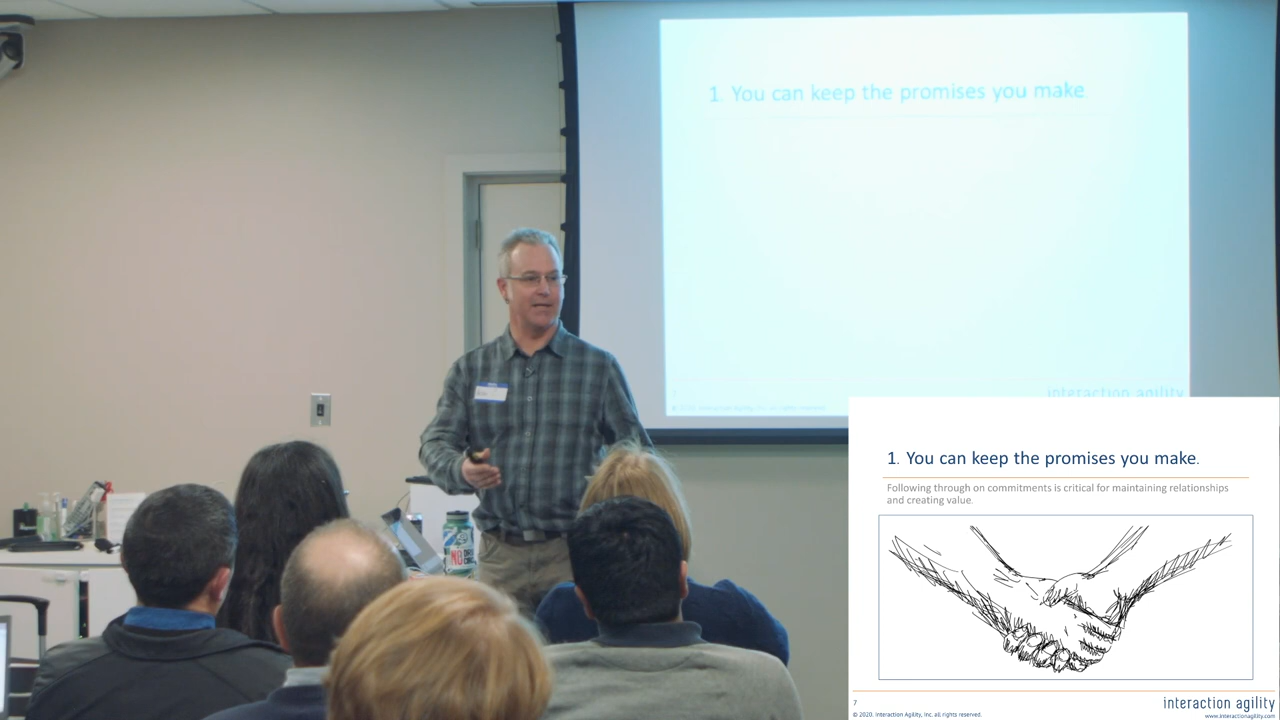 1. You can keep the promises you make.
interaction agility
1. You can keep the promises you make.
Following through on commitments is critical for maintaining relationships
and creating value.
7
© 2020. Interaction Agility, Inc. all rights reserved.
interaction agility
www.interactionagility.com